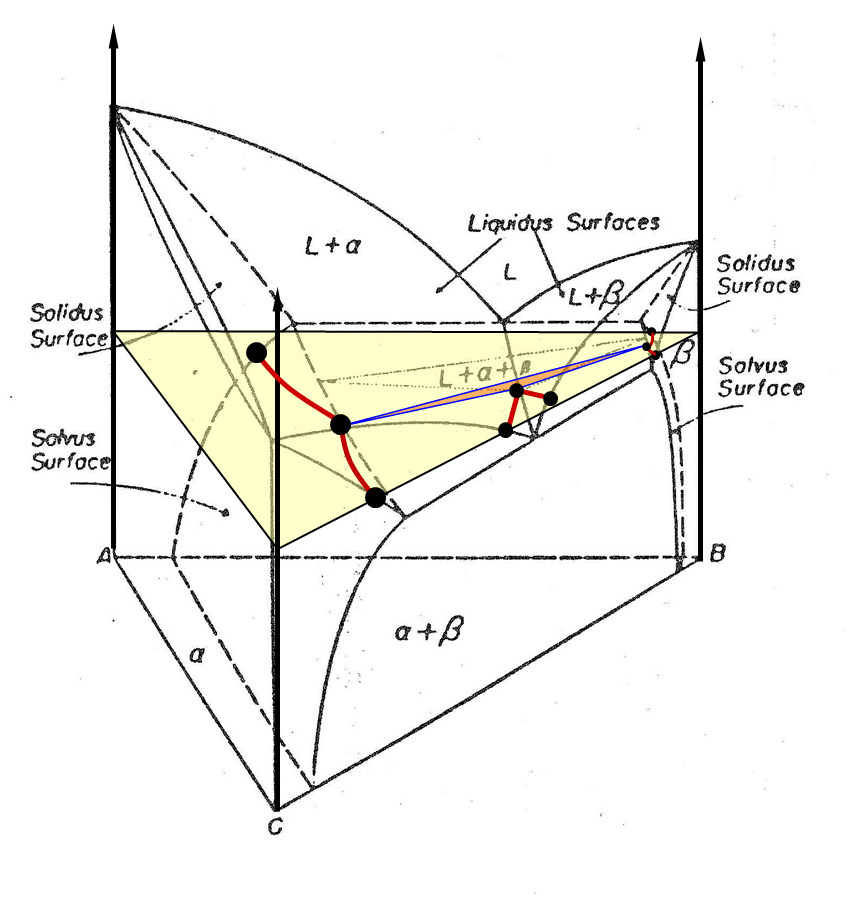 Liquidus Surfaces
L + α
L
L + β
Solidus
Surface
Solidus
Surface
L + α + β
β
Solvus
Surface
Solvus
Surface
A
B
α + β
α
C